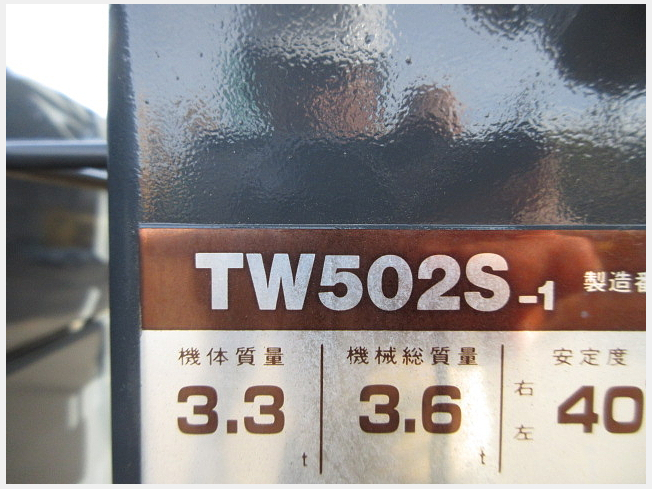 TW502S-1 製造番
機体質量 機械総質量 安定度
3.3 t 3.6 t 右 左 40